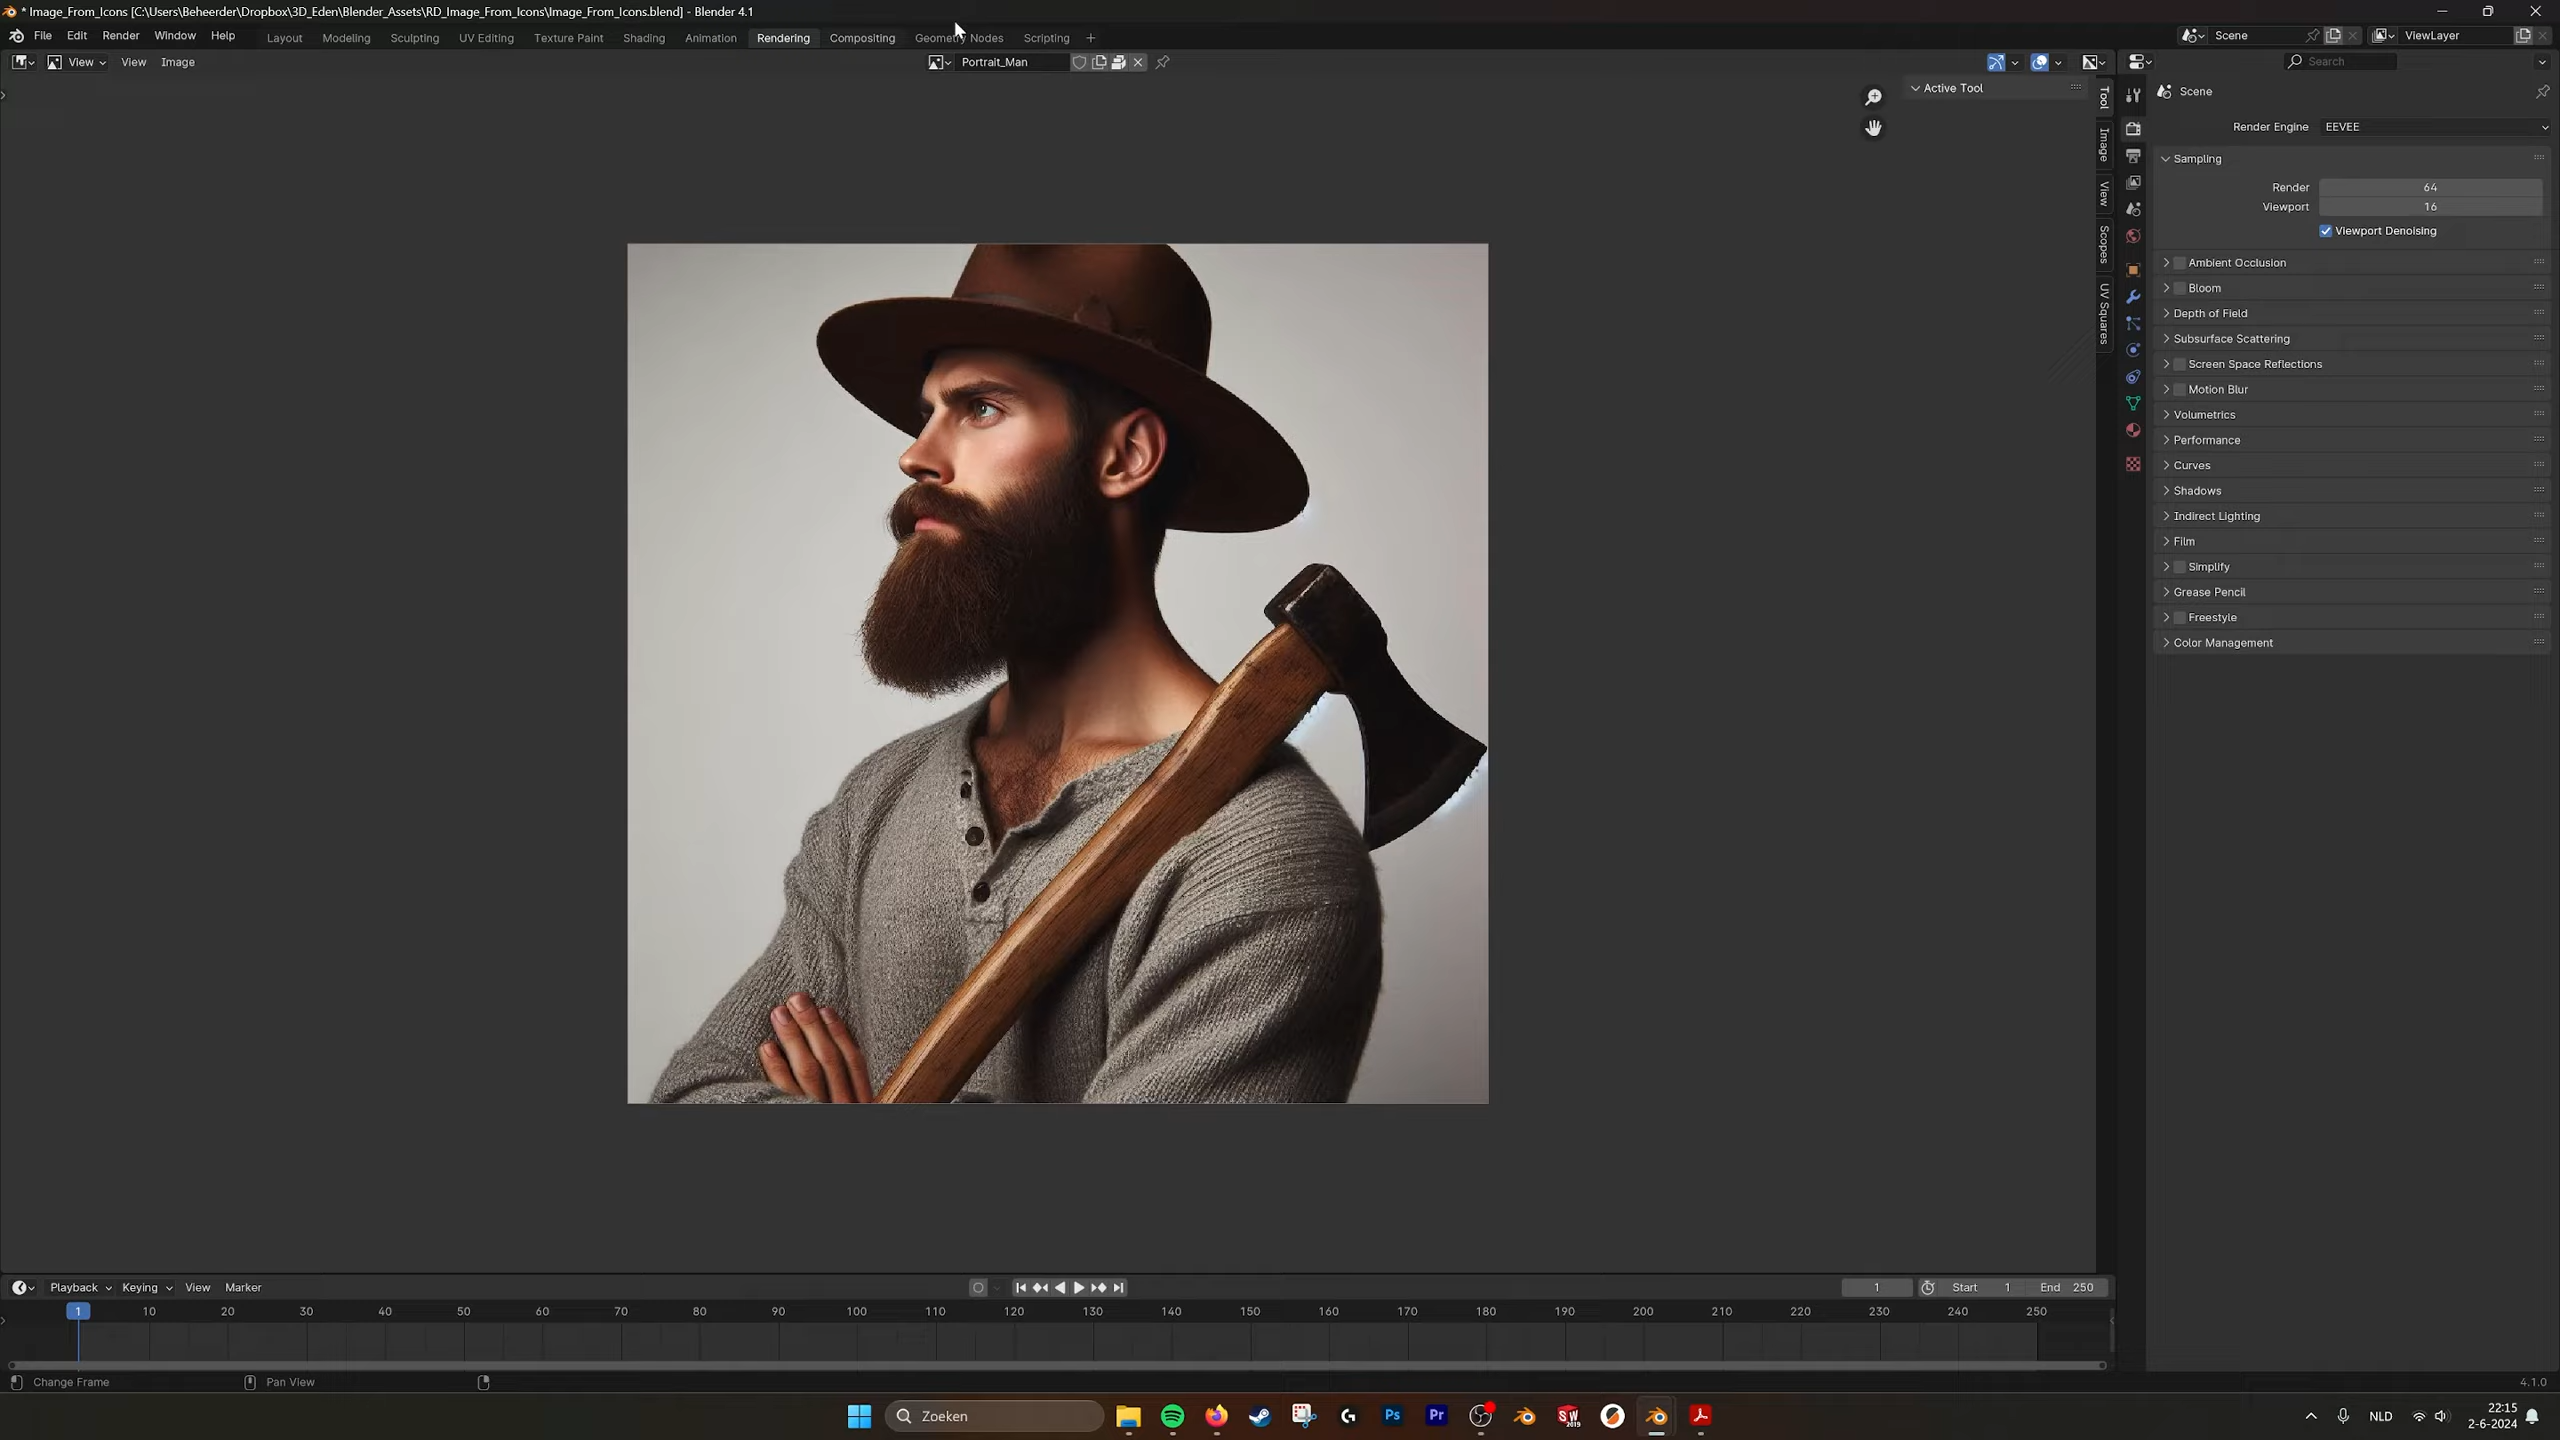 * Image_From_Icons [C:\Users\Beheerder\Dropbox\3D_Eden\Blender_Assets\RD_Image_From_Icons\Image_From_Icons.blend] - Blender 4.1
File Edit Render Window Help Layout Modeling Sculpting UV Editing Texture Paint Shading Animation Rendering Compositing Geometry Nodes Scripting + Scene ViewLayer
View View Image Portrait_Man Search
Active Tool
Tool
Image
View
Scopes
UV Squares
Scene
Render Engine EEVEE
Sampling
Render 64
Viewport 16
Viewport Denoising
Ambient Occlusion
Bloom
Depth of Field
Subsurface Scattering
Screen Space Reflections
Motion Blur
Volumetrics
Performance
Curves
Shadows
Indirect Lighting
Film
Simplify
Grease Pencil
Freestyle
Color Management
Playback Keying View Marker 1 Start 1 End 250
1 10 20 30 40 50 60 70 80 90 100 110 120 130 140 150 160 170 180 190 200 210 220 230 240 250
Change Frame Pan View 4.1.0
Zoeken Ps Pr SW 2019 NLD 22:15
2-6-2024